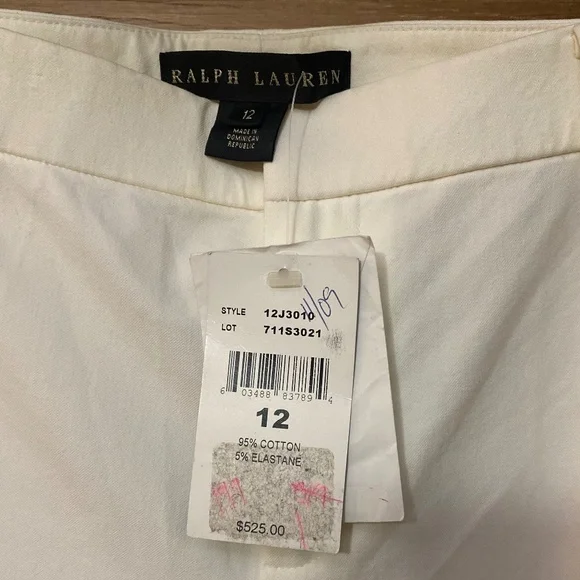 RALPH LAUREN
12
MADE IN
DOMINICAN
REPUBLIC
STYLE 12J3010
LOT 711S3021
11/09
6 03488 83789 4
12
95% COTTON
5% ELASTANE
$525.00